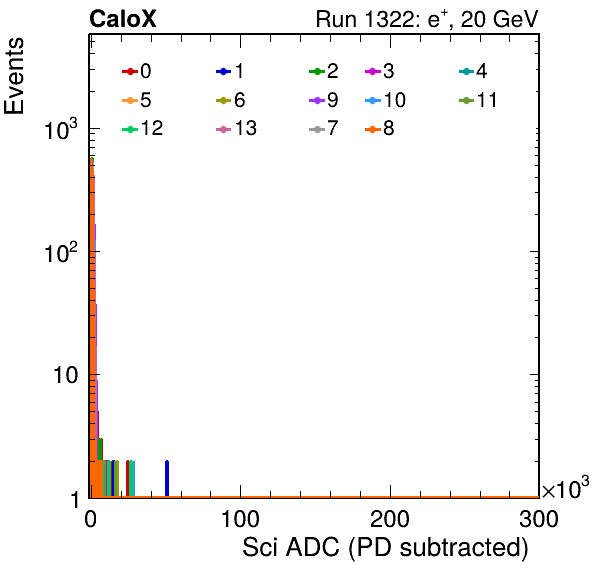 CaloX Run 1322: e⁺, 20 GeV
Events
0 1 2 3 4
5 6 9 10 11
12 13 7 8
10³
10²
10
1
×10³
0 100 200 300
Sci ADC (PD subtracted)